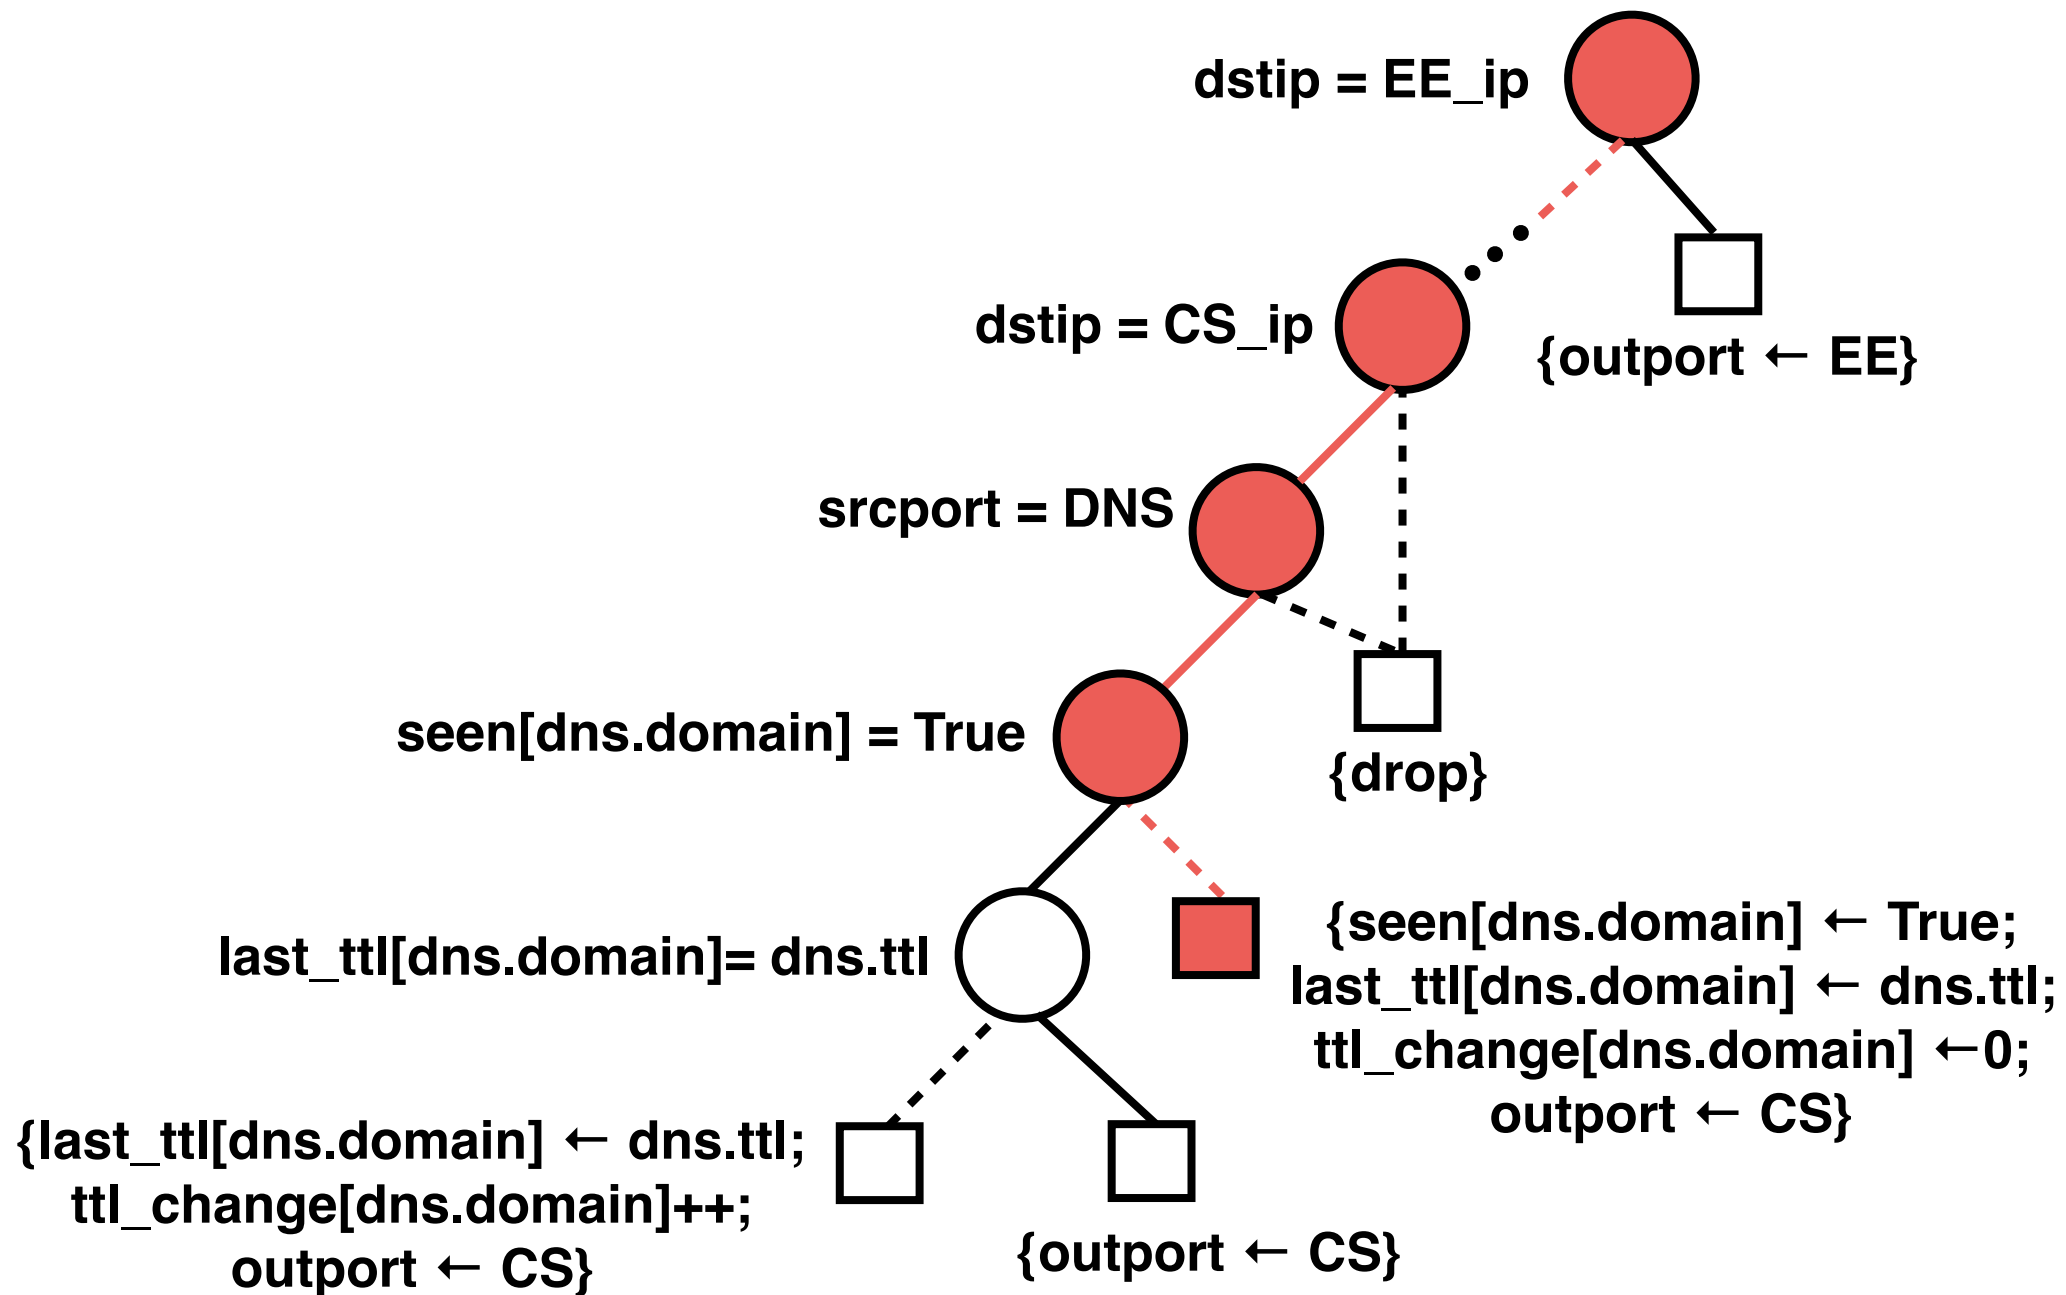 dstip = EE_ip
dstip = CS_ip
{outport ← EE}
srcport = DNS
seen[dns.domain] = True
{drop}
last_ttl[dns.domain]= dns.ttl
{seen[dns.domain] ← True;
last_ttl[dns.domain] ← dns.ttl;
ttl_change[dns.domain] ←0;
outport ← CS}
{last_ttl[dns.domain] ← dns.ttl;
ttl_change[dns.domain]++;
outport ← CS}
{outport ← CS}